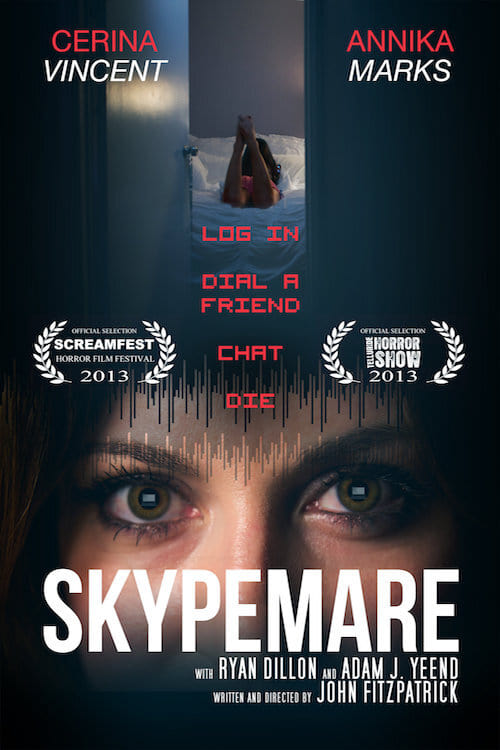 CERINA
VINCENT
ANNIKA
MARKS
LOG IN
DIAL A
FRIEND
CHAT
DIE
OFFICIAL SELECTION
SCREAMFEST
HORROR FILM FESTIVAL
2013
OFFICIAL SELECTION
TELLURIDE HORROR
SHOW
2013
SKYPEMARE
WITH RYAN DILLON AND ADAM J. YEEND
WRITTEN AND DIRECTED BY JOHN FITZPATRICK